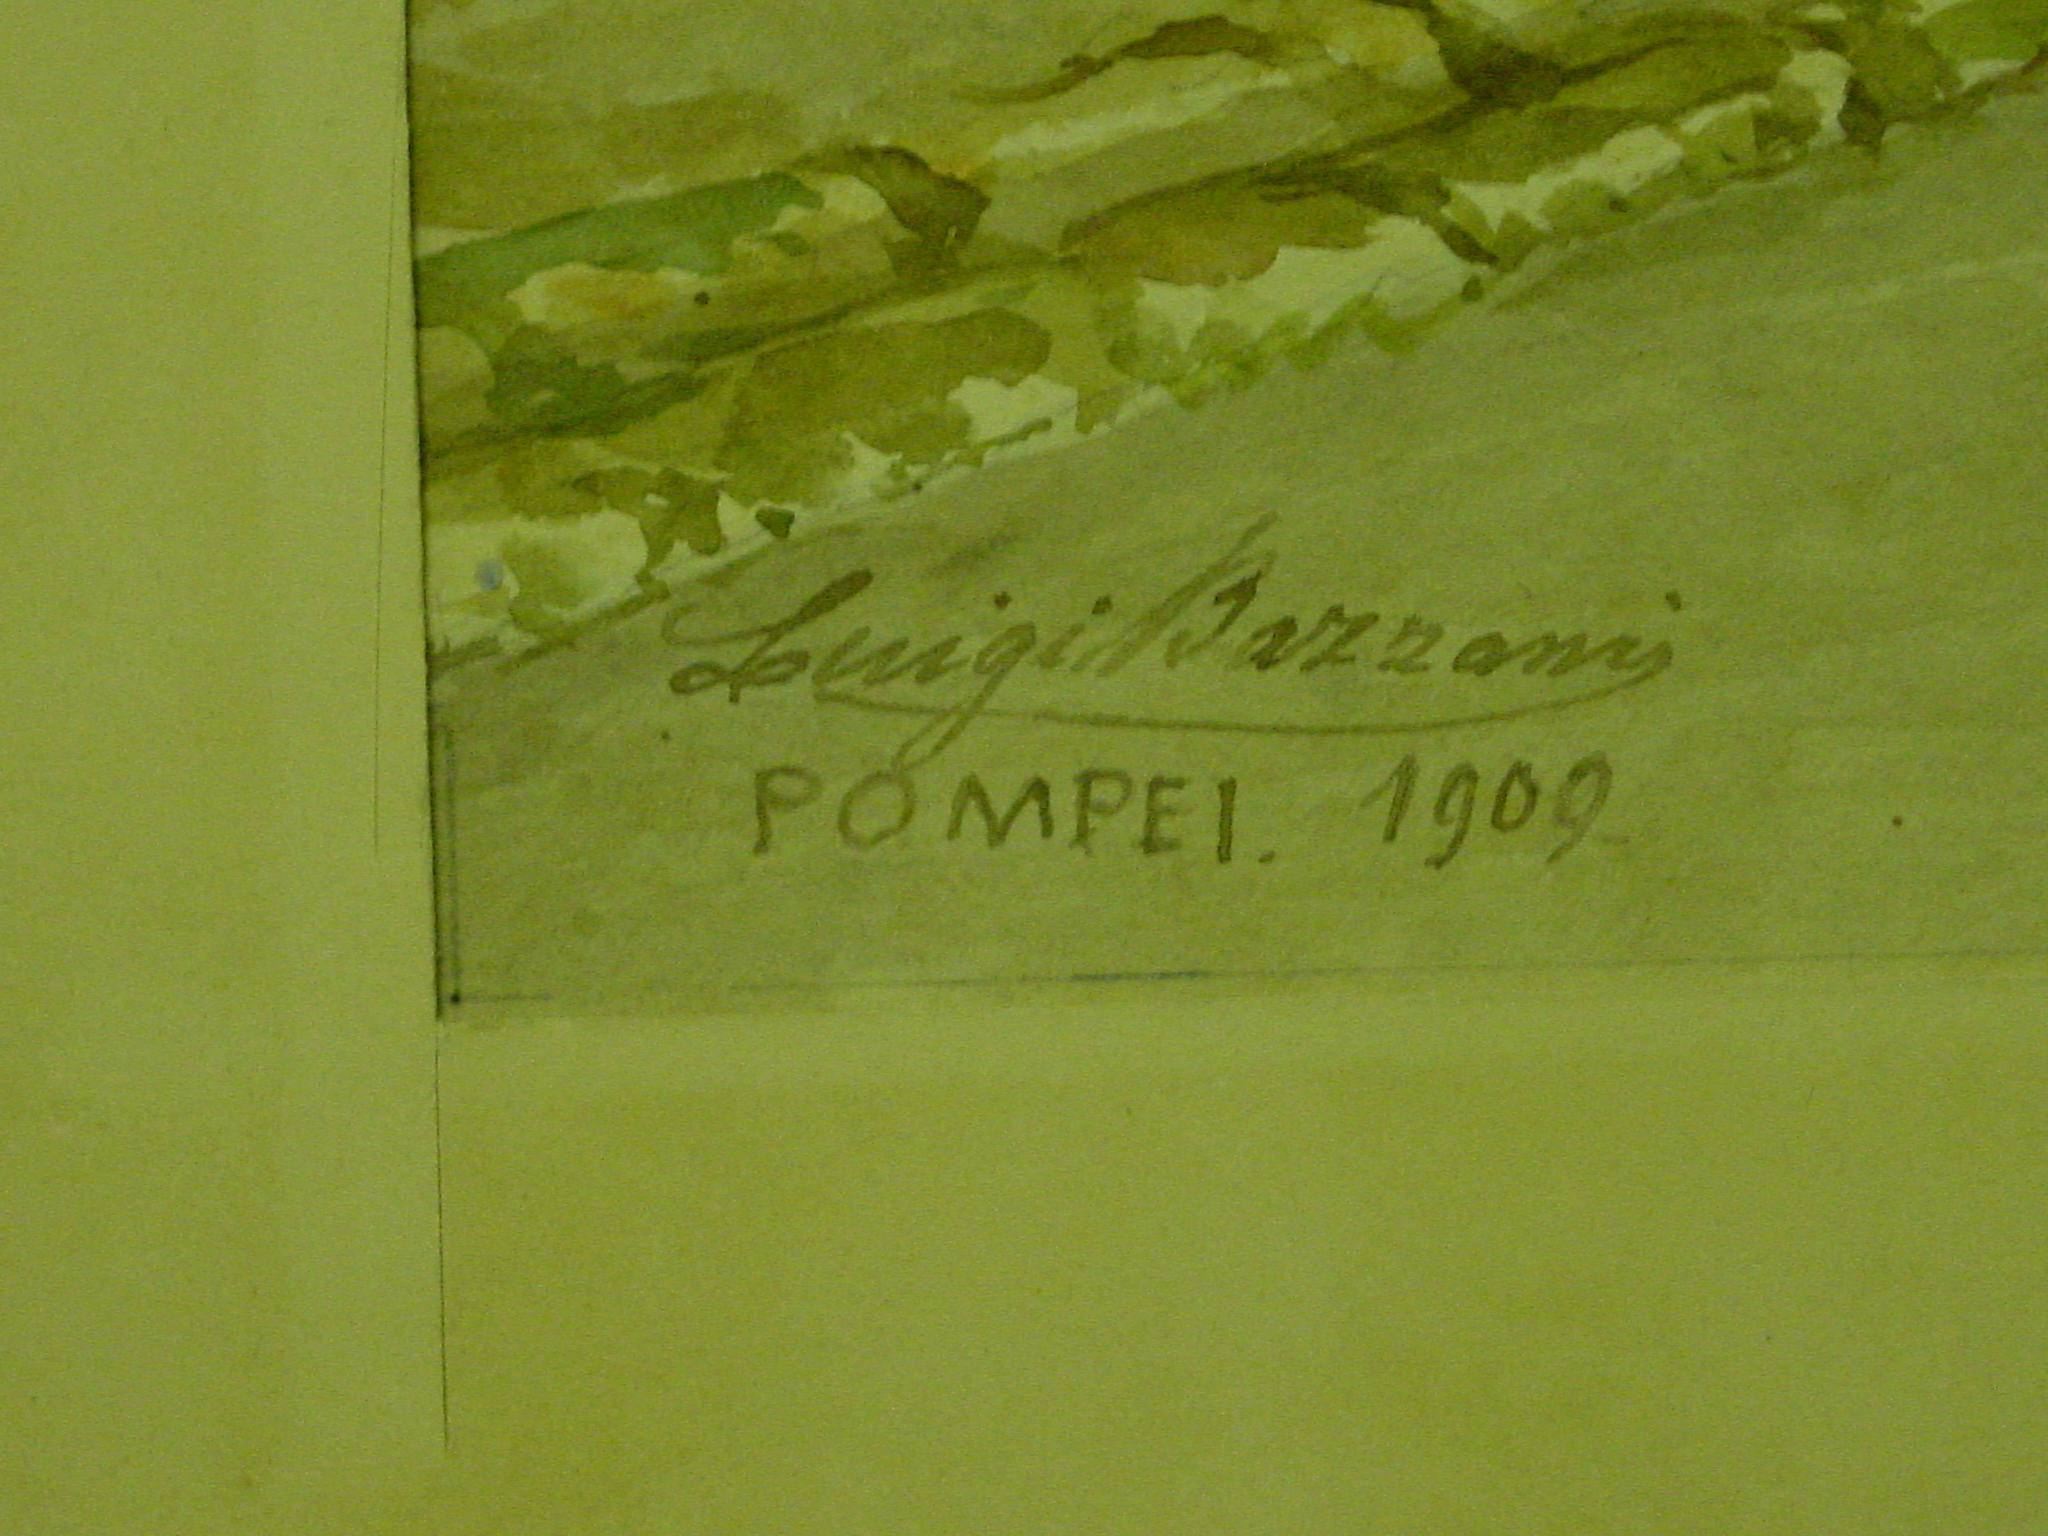 Luigi Bazzani
POMPEI. 1909